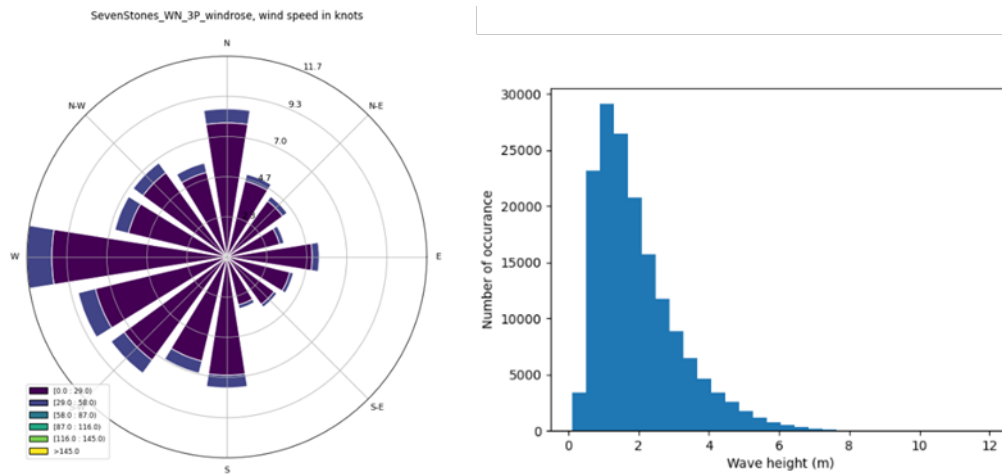 SevenStones_WN_3P_windrose, wind speed in knots
N
11.7
N-W
9.3
N-E
7.0
4.7
W
E
S-E
S
[0.0 : 29.0)
[29.0 : 58.0)
[58.0 : 87.0)
[87.0 : 116.0)
[116.0 : 145.0)
>145.0
30000
25000
20000
15000
10000
5000
0
Number of occurance
0
2
4
6
8
10
12
Wave height (m)